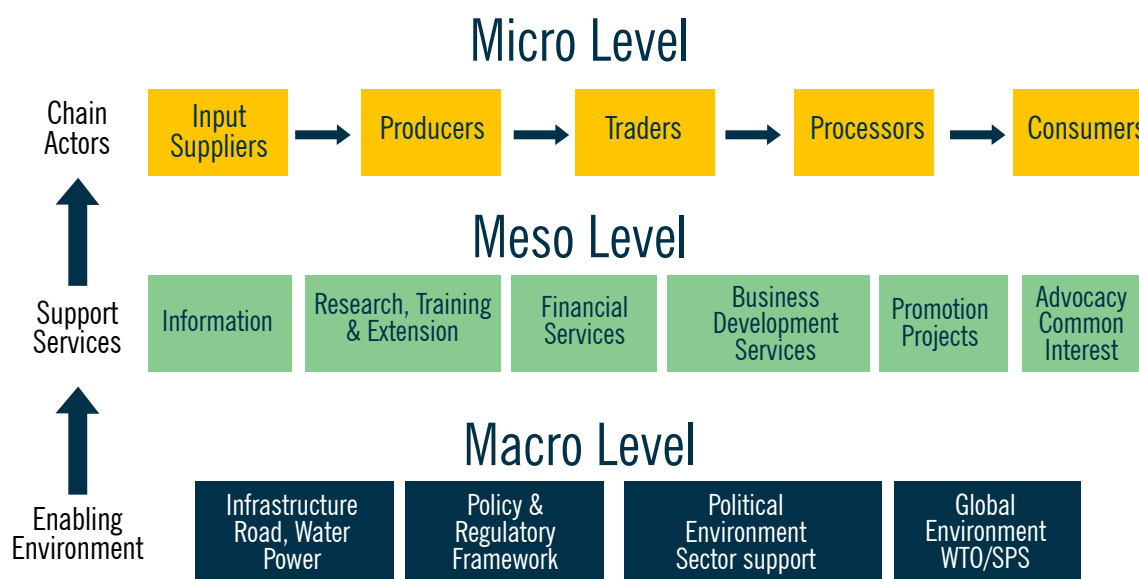 Micro Level
Chain
Actors
Input
Suppliers
Producers
Traders
Processors
Consumers
Meso Level
Support
Services
Information
Research, Training
& Extension
Financial
Services
Business
Development
Services
Promotion
Projects
Advocacy
Common
Interest
Macro Level
Enabling
Environment
Infrastructure
Road, Water
Power
Policy &
Regulatory
Framework
Political
Environment
Sector support
Global
Environment
WTO/SPS